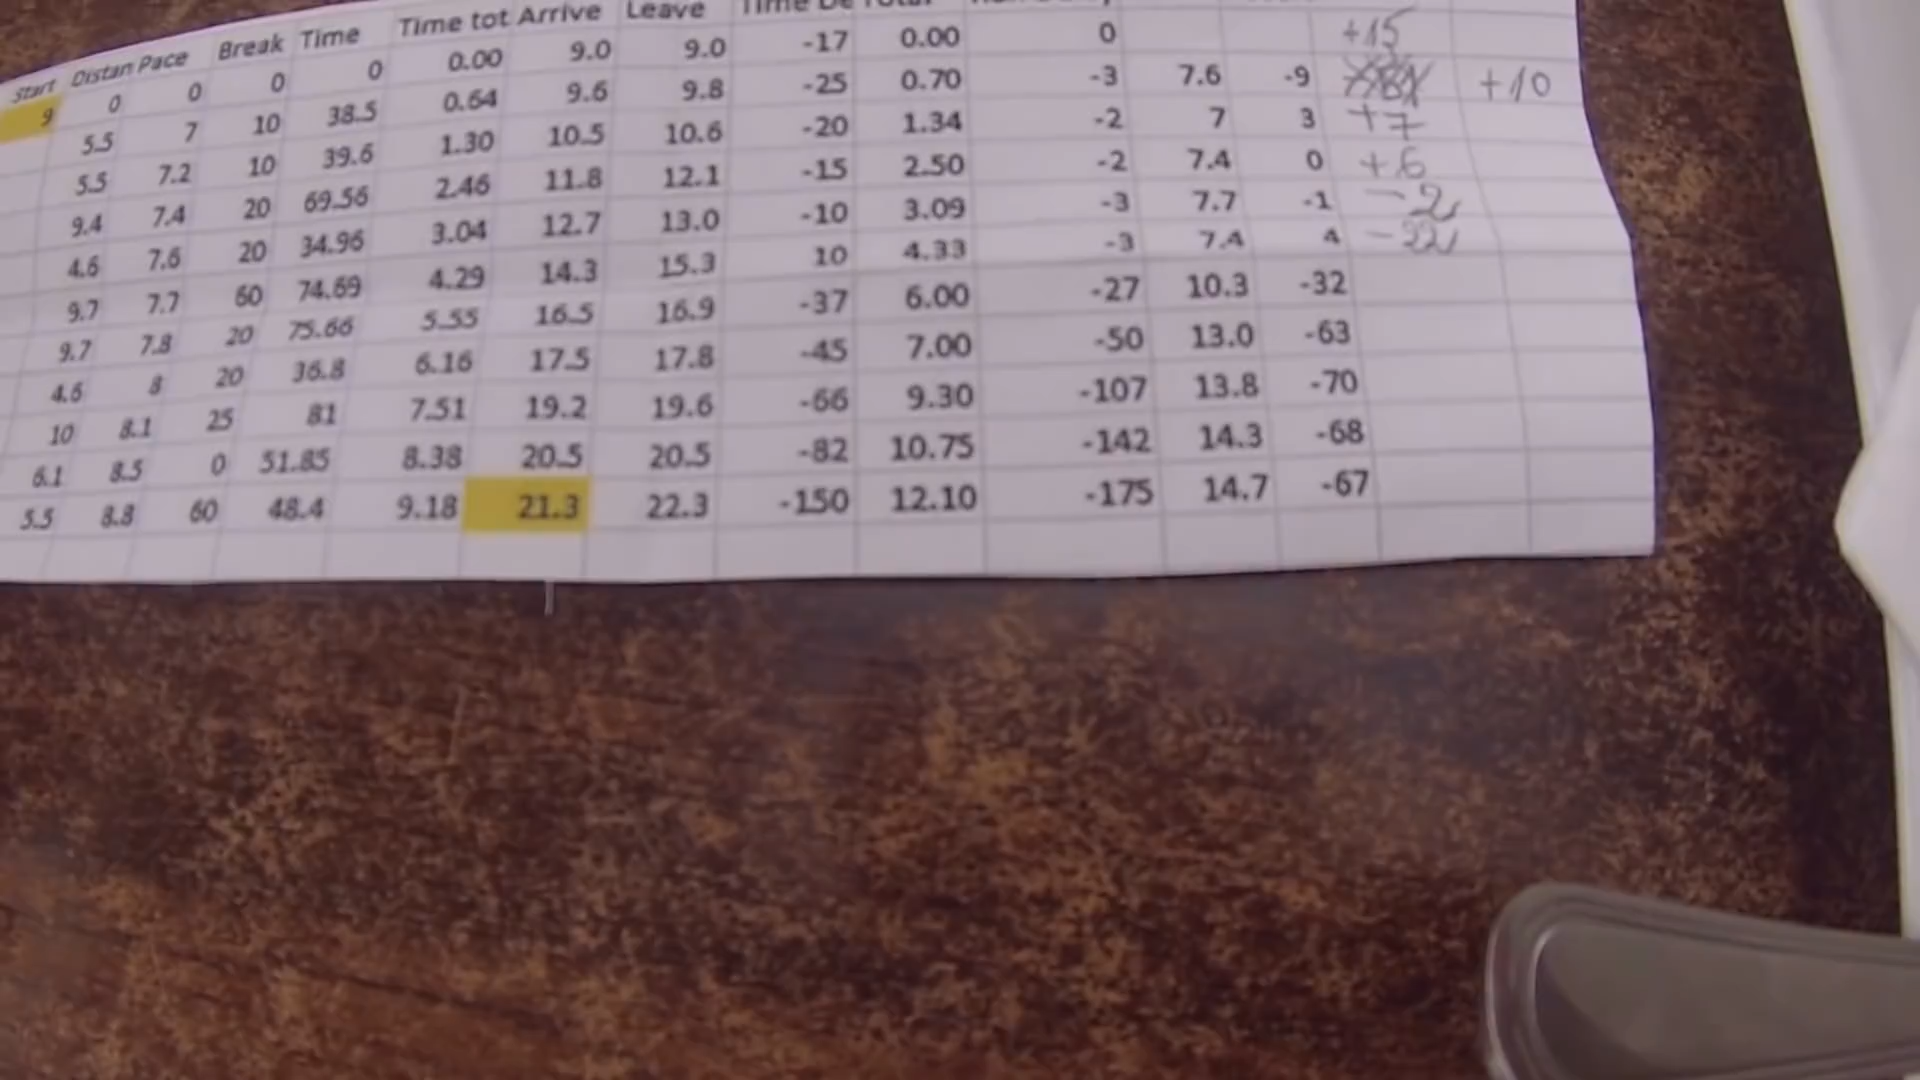 Start Distan Pace Break Time Time tot Arrive Leave Time De Total
9 0 0 0 0 0.00 9.0 9.0 -17 0.00 0 +15
5.5 7 10 38.5 0.64 9.6 9.8 -25 0.70 -3 7.6 -9 +10
5.5 7.2 10 39.6 1.30 10.5 10.6 -20 1.34 -2 7 3 +7
9.4 7.4 20 69.56 2.46 11.8 12.1 -15 2.50 -2 7.4 0 +6
4.6 7.6 20 34.96 3.04 12.7 13.0 -10 3.09 -3 7.7 -1 -2
9.7 7.7 60 74.69 4.29 14.3 15.3 10 4.33 -3 7.4 4 -22
9.7 7.8 20 75.66 5.55 16.5 16.9 -37 6.00 -27 10.3 -32
4.6 8 20 36.8 6.16 17.5 17.8 -45 7.00 -50 13.0 -63
10 8.1 25 81 7.51 19.2 19.6 -66 9.30 -107 13.8 -70
6.1 8.5 0 51.85 8.38 20.5 20.5 -82 10.75 -142 14.3 -68
5.5 8.8 60 48.4 9.18 21.3 22.3 -150 12.10 -175 14.7 -67